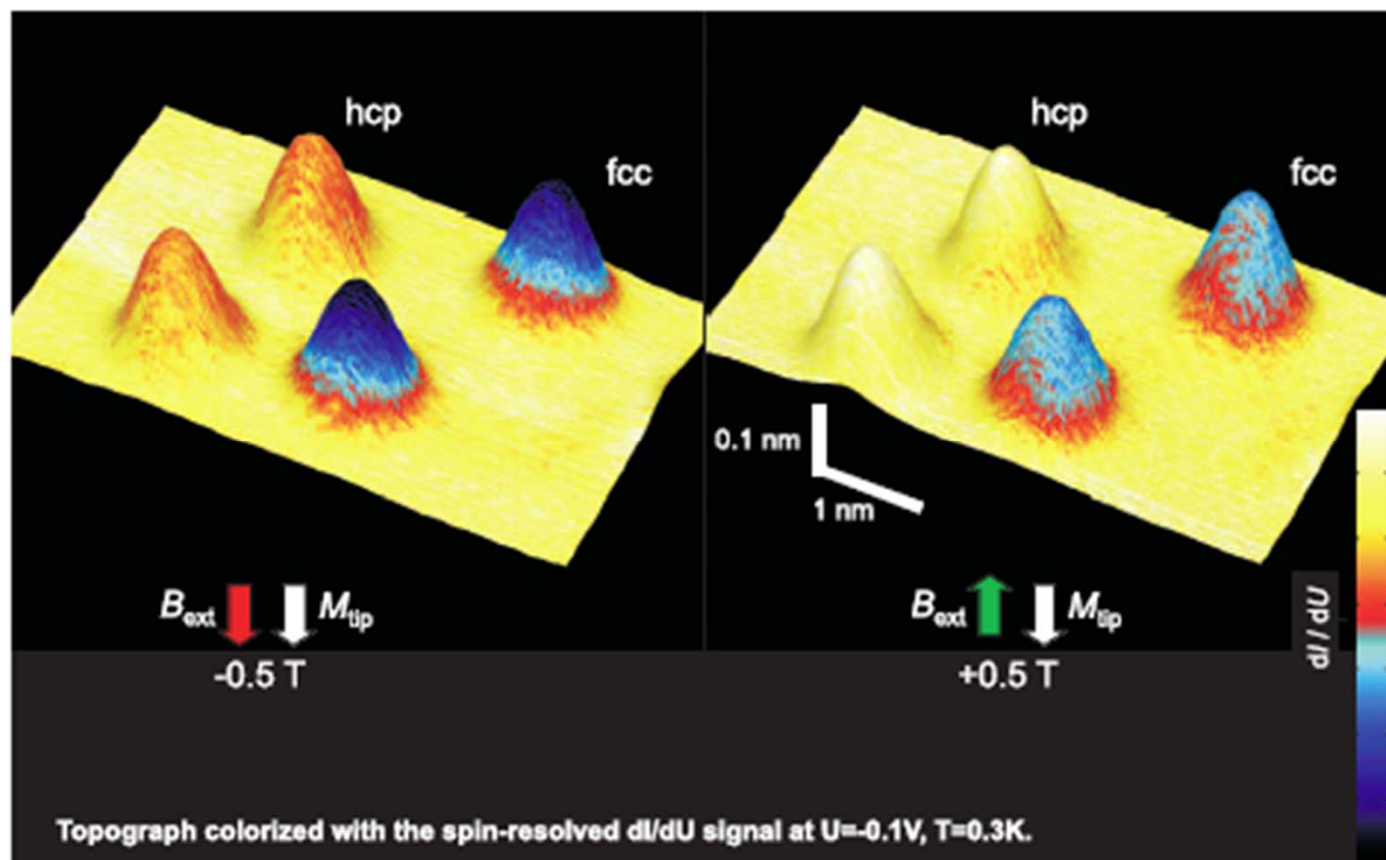 hcp
fcc
hcp
fcc
0.1 nm
1 nm
Bext Mtip
-0.5 T
Bext Mtip
+0.5 T
dI / dU
Topograph colorized with the spin-resolved dI/dU signal at U=-0.1V, T=0.3K.